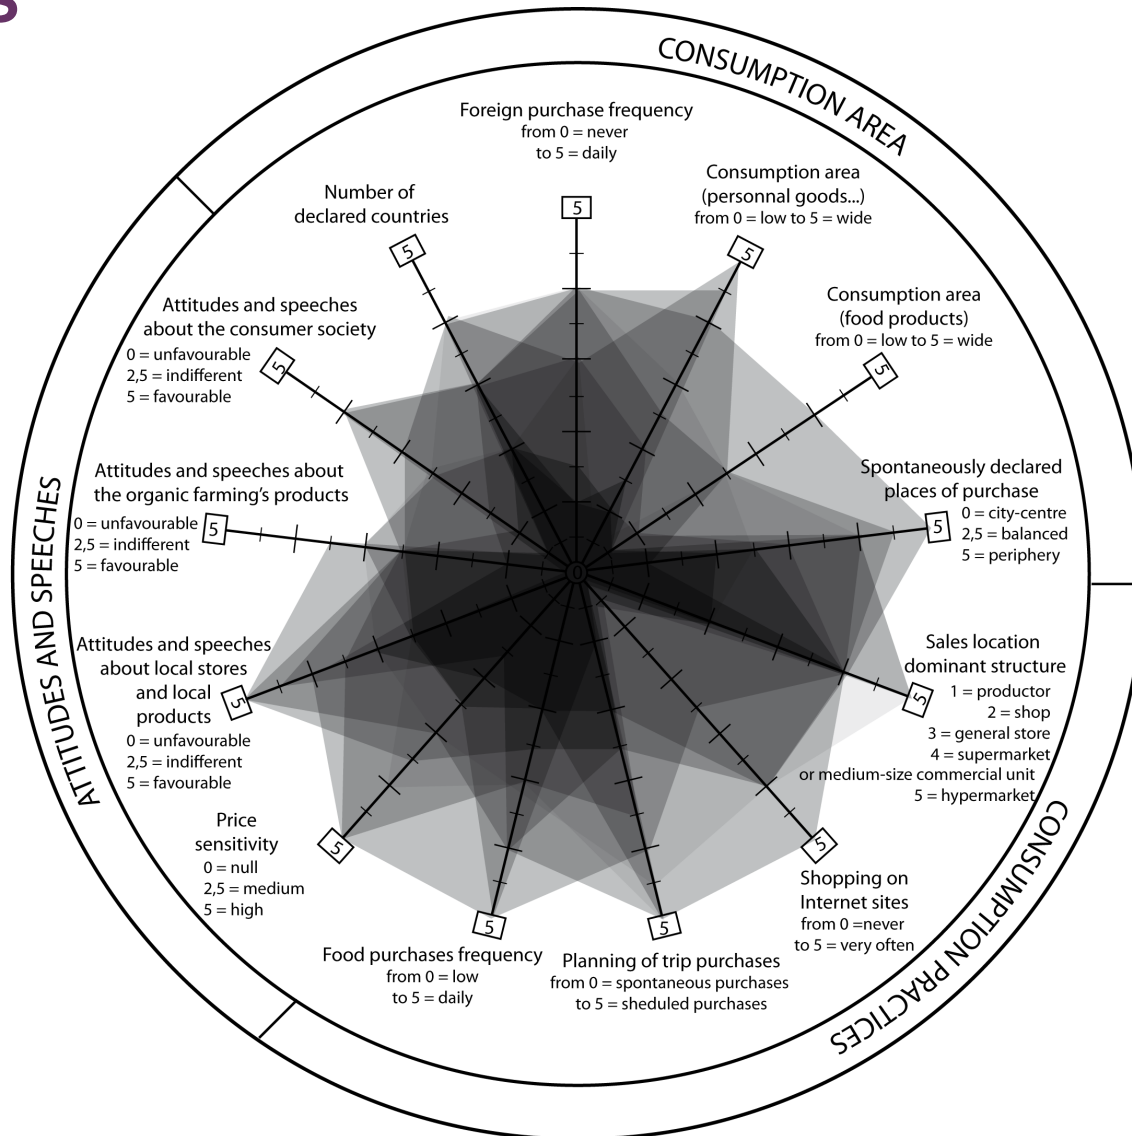 s
CONSUMPTION AREA
Foreign purchase frequency
from 0 = never
to 5 = daily
5
Consumption area
(personnal goods...)
from 0 = low to 5 = wide
5
Consumption area
(food products)
from 0 = low to 5 = wide
5
Spontaneously declared
places of purchase
0 = city-centre
2,5 = balanced
5 = periphery
5
Sales location
dominant structure
1 = productor
2 = shop
3 = general store
4 = supermarket
or medium-size commercial unit
5 = hypermarket
5
CONSUMPTION PRACTICES
Shopping on
Internet sites
from 0 =never
to 5 = very often
5
Planning of trip purchases
from 0 = spontaneous purchases
to 5 = sheduled purchases
5
Food purchases frequency
from 0 = low
to 5 = daily
5
Price
sensitivity
0 = null
2,5 = medium
5 = high
5
ATTITUDES AND SPEECHES
Attitudes and speeches
about local stores
and local
products
0 = unfavourable
2,5 = indifferent
5 = favourable
5
Attitudes and speeches about
the organic farming's products
0 = unfavourable
2,5 = indifferent
5 = favourable
5
Attitudes and speeches
about the consumer society
0 = unfavourable
2,5 = indifferent
5 = favourable
5
Number of
declared countries
5
0